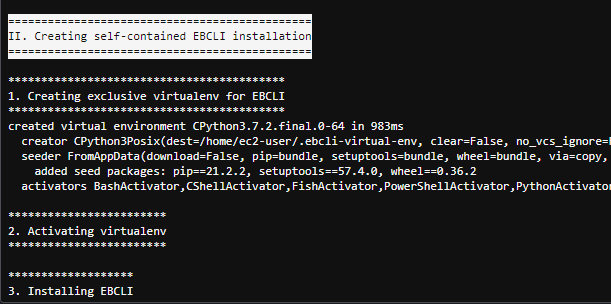 ==============================================
II. Creating self-contained EBCLI installation
==============================================
******************************************
1. Creating exclusive virtualenv for EBCLI
******************************************
created virtual environment CPython3.7.2.final.0-64 in 983ms
creator CPython3Posix(dest=/home/ec2-user/.ebcli-virtual-env, clear=False, no_vcs_ignore=
seeder FromAppData(download=False, pip=bundle, setuptools=bundle, wheel=bundle, via=copy,
added seed packages: pip==21.2.2, setuptools==57.4.0, wheel==0.36.2
activators BashActivator,CShellActivator,FishActivator,PowerShellActivator,PythonActivato
************************
2. Activating virtualenv
************************
*******************
3. Installing EBCLI